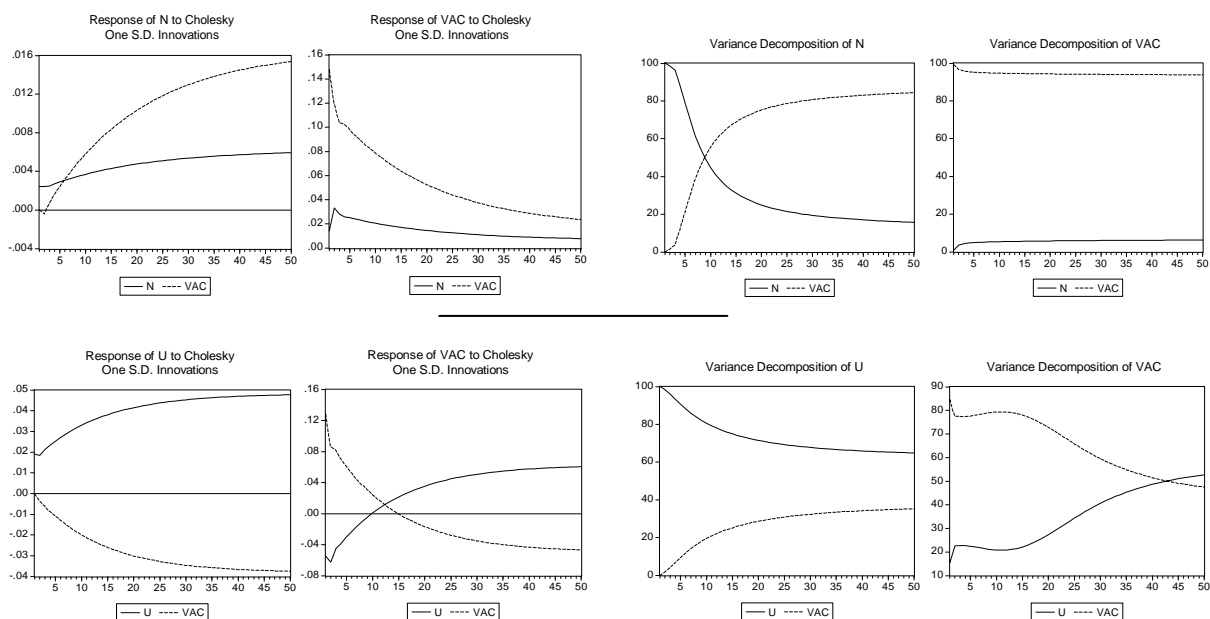 Response of N to Cholesky
One S.D. Innovations
.016
.012
.008
.004
.000
-.004
5 10 15 20 25 30 35 40 45 50
N VAC
Response of VAC to Cholesky
One S.D. Innovations
.16
.14
.12
.10
.08
.06
.04
.02
.00
5 10 15 20 25 30 35 40 45 50
N VAC
Variance Decomposition of N
100
80
60
40
20
0
5 10 15 20 25 30 35 40 45 50
N VAC
Variance Decomposition of VAC
100
80
60
40
20
0
5 10 15 20 25 30 35 40 45 50
N VAC
Response of U to Cholesky
One S.D. Innovations
.05
.04
.03
.02
.01
.00
-.01
-.02
-.03
-.04
5 10 15 20 25 30 35 40 45 50
U VAC
Response of VAC to Cholesky
One S.D. Innovations
.16
.12
.08
.04
.00
-.04
-.08
5 10 15 20 25 30 35 40 45 50
U VAC
Variance Decomposition of U
100
80
60
40
20
0
5 10 15 20 25 30 35 40 45 50
U VAC
Variance Decomposition of VAC
90
80
70
60
50
40
30
20
10
5 10 15 20 25 30 35 40 45 50
U VAC